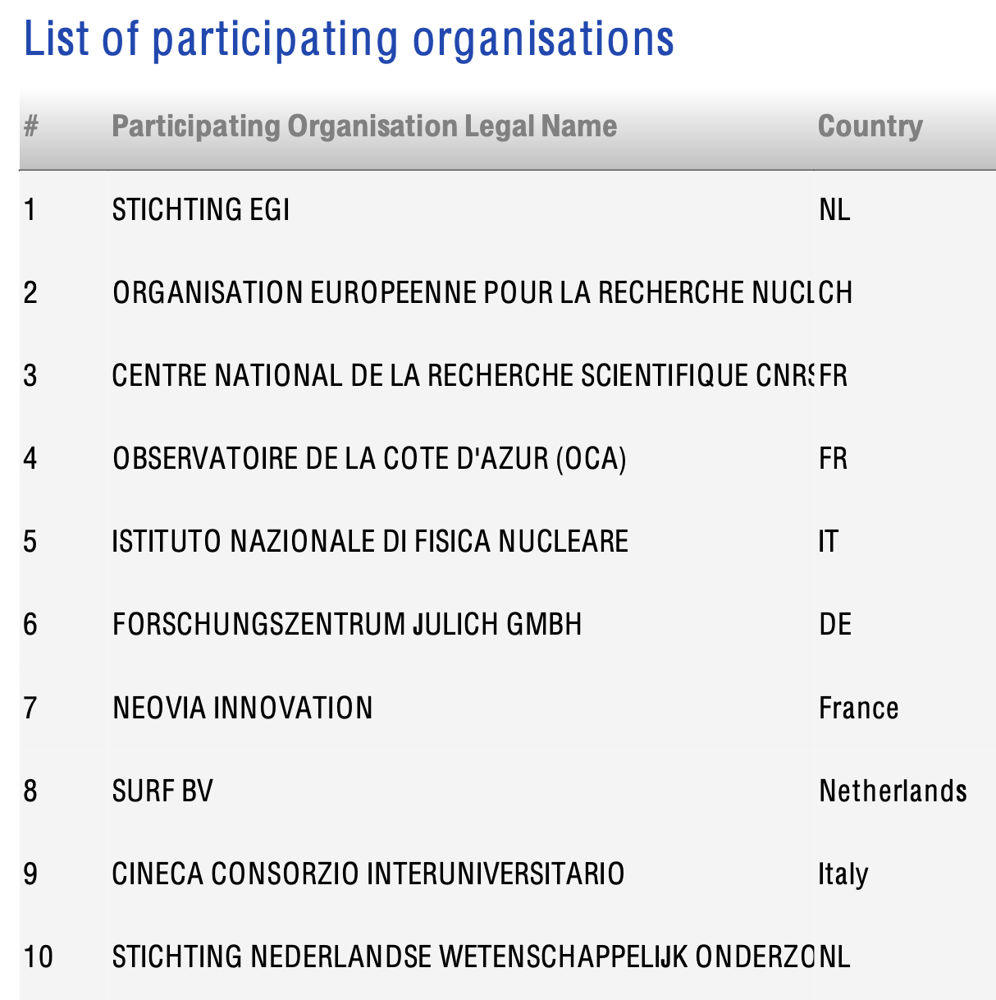 List of participating organisations
# Participating Organisation Legal Name Country
1 STICHTING EGI NL
2 ORGANISATION EUROPEENNE POUR LA RECHERCHE NUCL CH
3 CENTRE NATIONAL DE LA RECHERCHE SCIENTIFIQUE CNRS FR
4 OBSERVATOIRE DE LA COTE D'AZUR (OCA) FR
5 ISTITUTO NAZIONALE DI FISICA NUCLEARE IT
6 FORSCHUNGSZENTRUM JULICH GMBH DE
7 NEOVIA INNOVATION France
8 SURF BV Netherlands
9 CINECA CONSORZIO INTERUNIVERSITARIO Italy
10 STICHTING NEDERLANDSE WETENSCHAPPELIJK ONDERZO NL